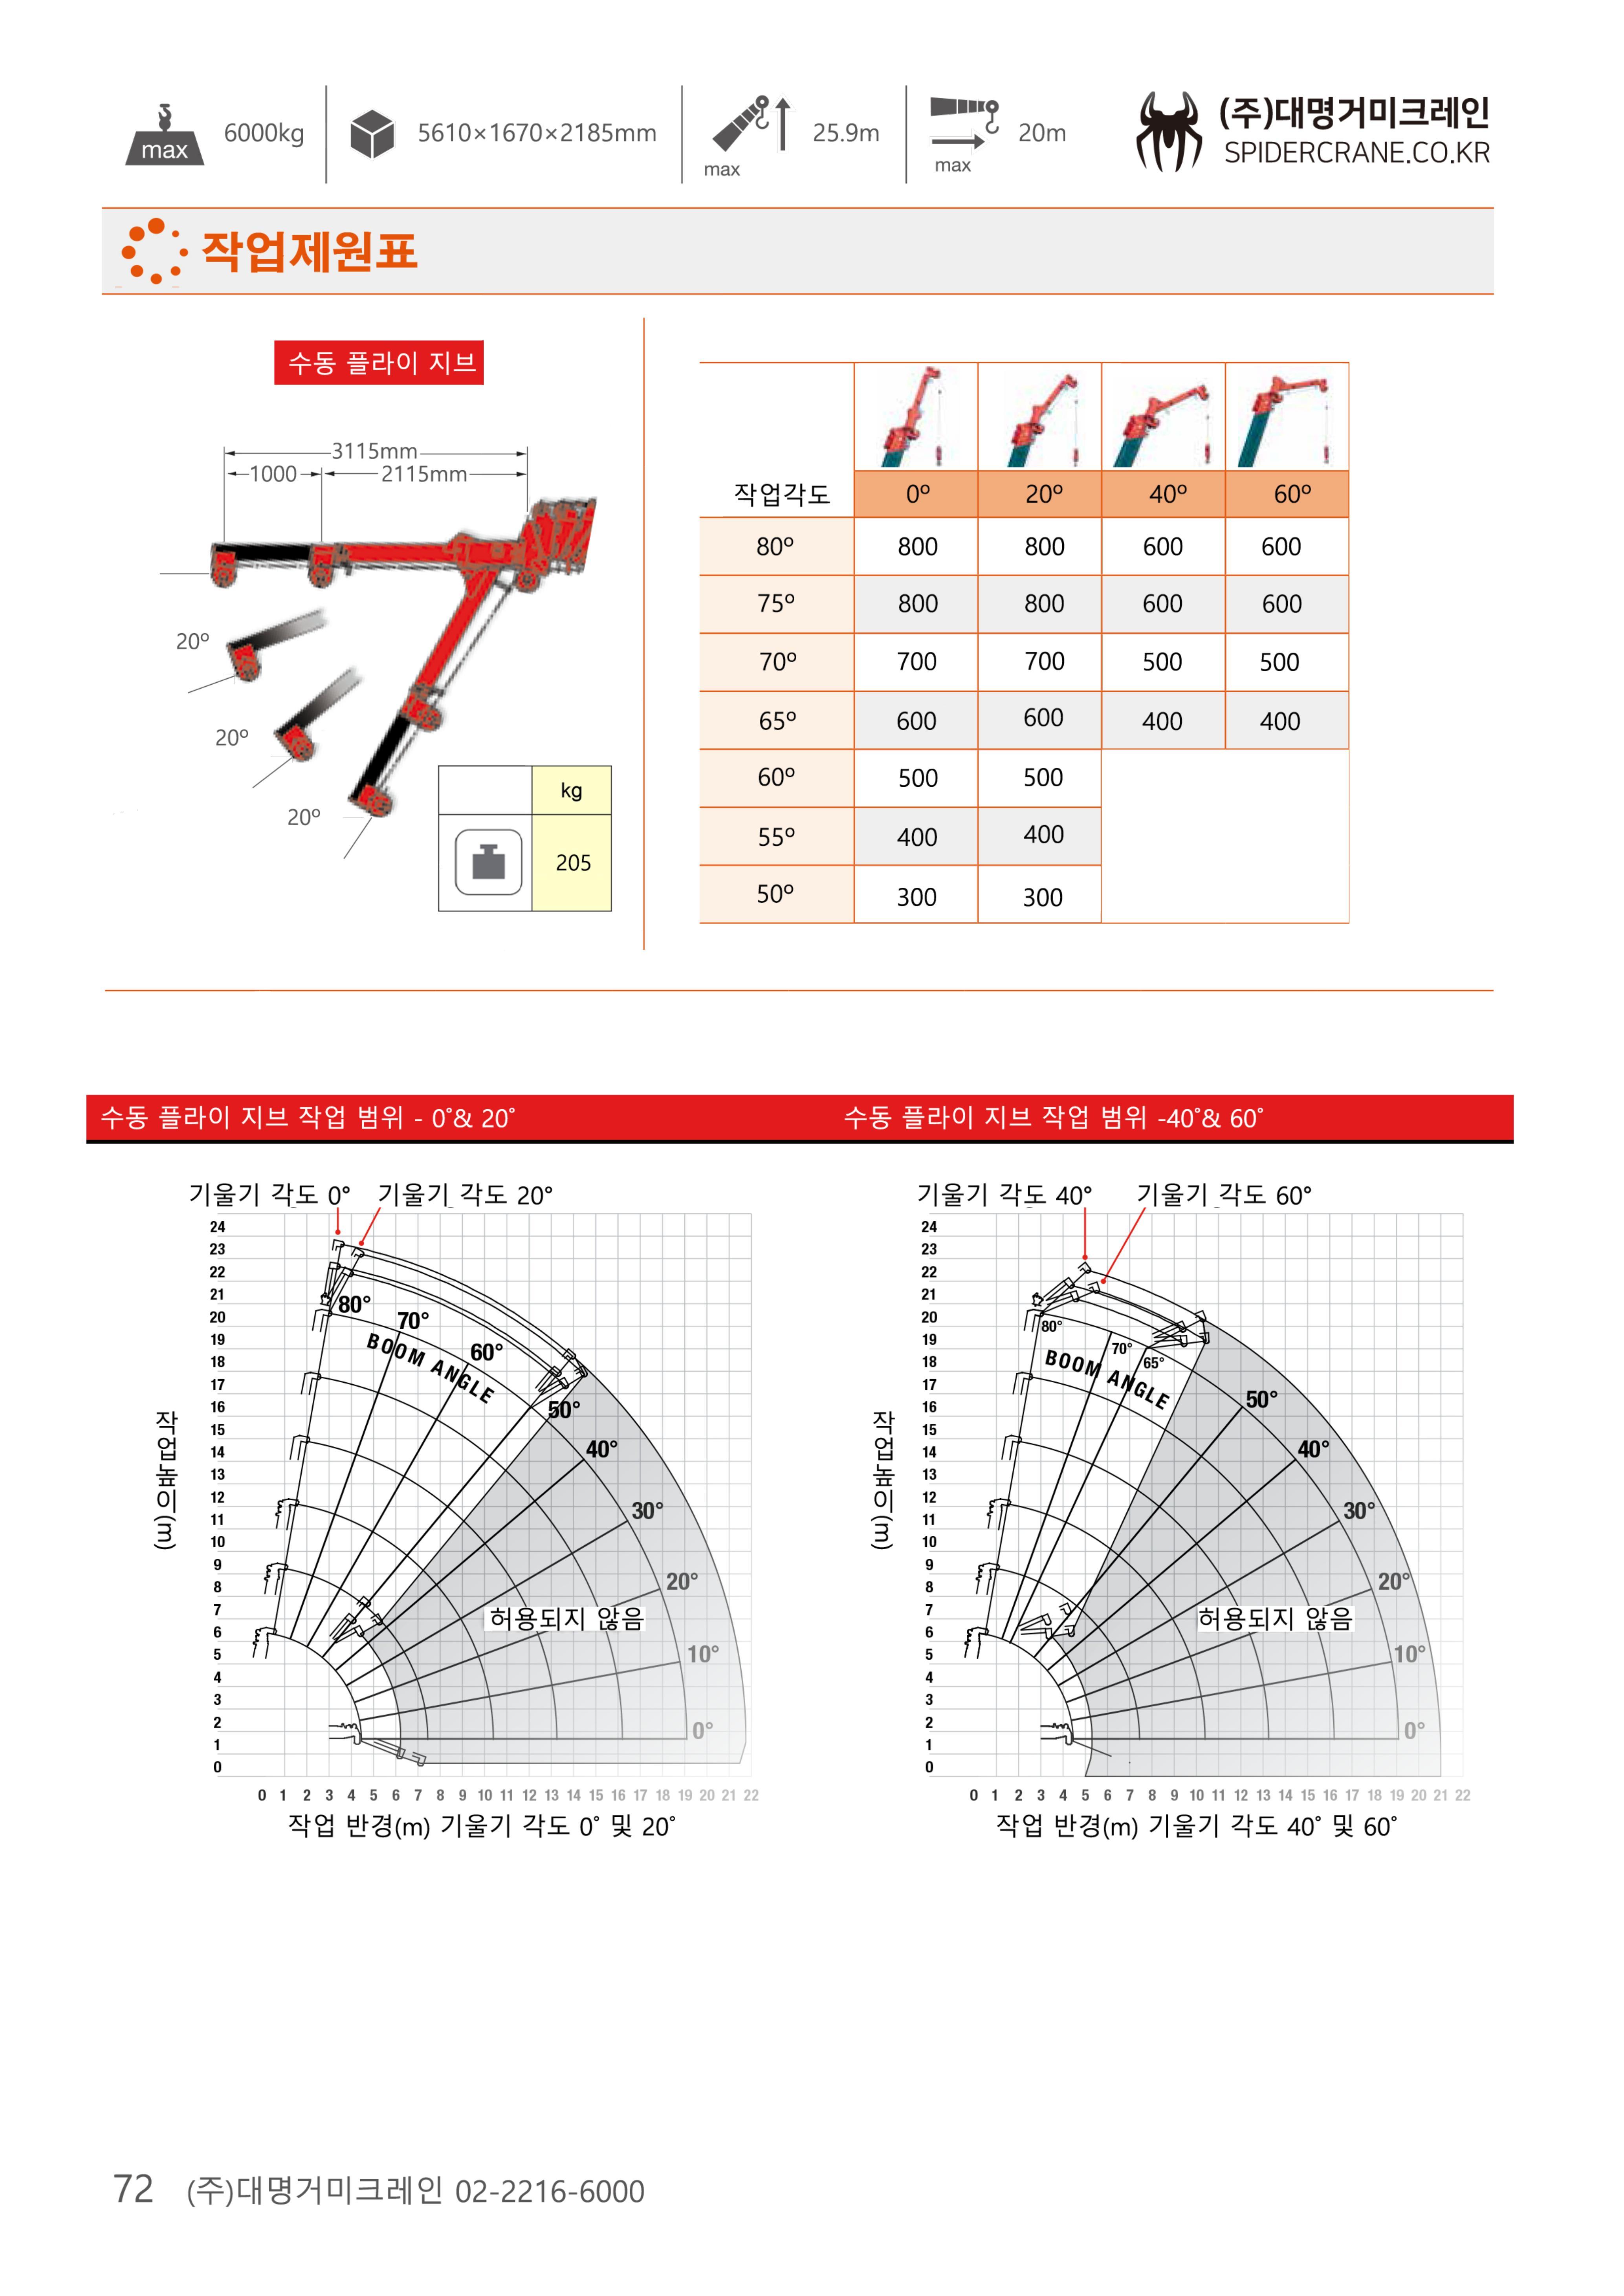 max
6000kg
5610×1670×2185mm
max
25.9m
max
20m
(주)대명거미크레인
SPIDERCRANE.CO.KR
작업제원표
수동 플라이 지브
3115mm
1000
2115mm
20º
20º
20º
kg
205
작업각도 0º 20º 40º 60º
80º 800 800 600 600
75º 800 800 600 600
70º 700 700 500 500
65º 600 600 400 400
60º 500 500
55º 400 400
50º 300 300
수동 플라이 지브 작업 범위 - 0˚& 20˚
수동 플라이 지브 작업 범위 -40˚& 60˚
기울기 각도 0° 기울기 각도 20°
24
23
22
21
20
19
18
17
16
15
14
13
12
11
10
9
8
7
6
5
4
3
2
1
0
작업높이(m)
80°
70°
60°
BOOM ANGLE
50°
40°
30°
20°
10°
0°
허용되지 않음
0 1 2 3 4 5 6 7 8 9 10 11 12 13 14 15 16 17 18 19 20 21 22
작업 반경(m) 기울기 각도 0˚ 및 20˚
기울기 각도 40° 기울기 각도 60°
24
23
22
21
20
19
18
17
16
15
14
13
12
11
10
9
8
7
6
5
4
3
2
1
0
작업높이(m)
80°
70°
65°
BOOM ANGLE
50°
40°
30°
20°
10°
0°
허용되지 않음
0 1 2 3 4 5 6 7 8 9 10 11 12 13 14 15 16 17 18 19 20 21 22
작업 반경(m) 기울기 각도 40˚ 및 60˚
72 (주)대명거미크레인 02-2216-6000